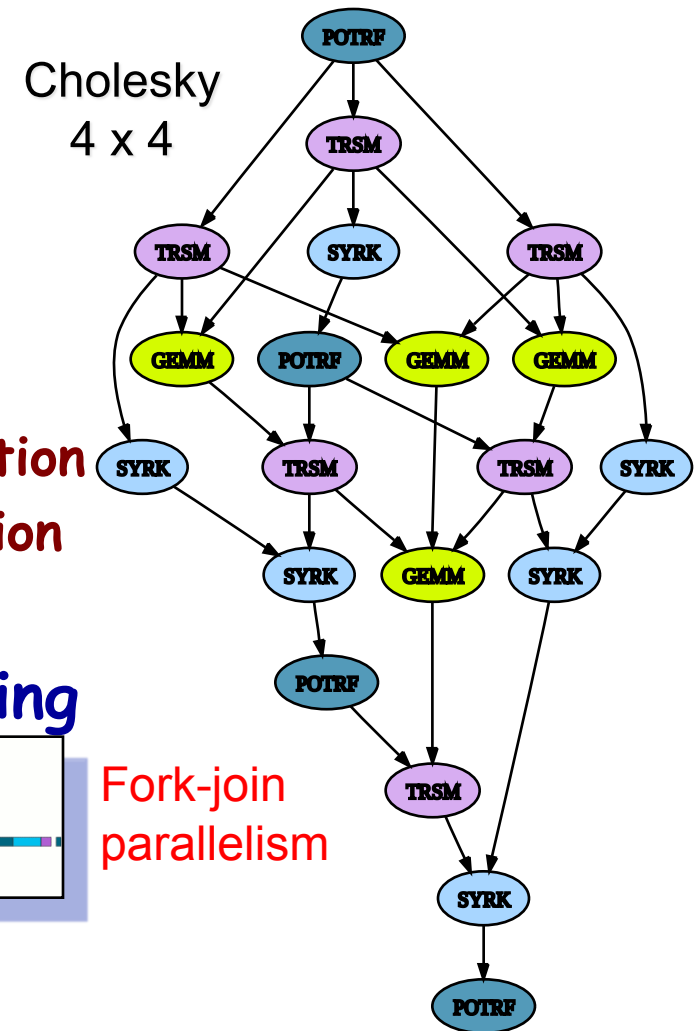 POTRF
Cholesky
4 x 4
TRSM
TRSM SYRK TRSM
GEMM POTRF GEMM GEMM
tion
SYRK TRSM TRSM SYRK
ion
SYRK GEMM SYRK
ing
POTRF
Fork-join
parallelism
TRSM
SYRK
POTRF